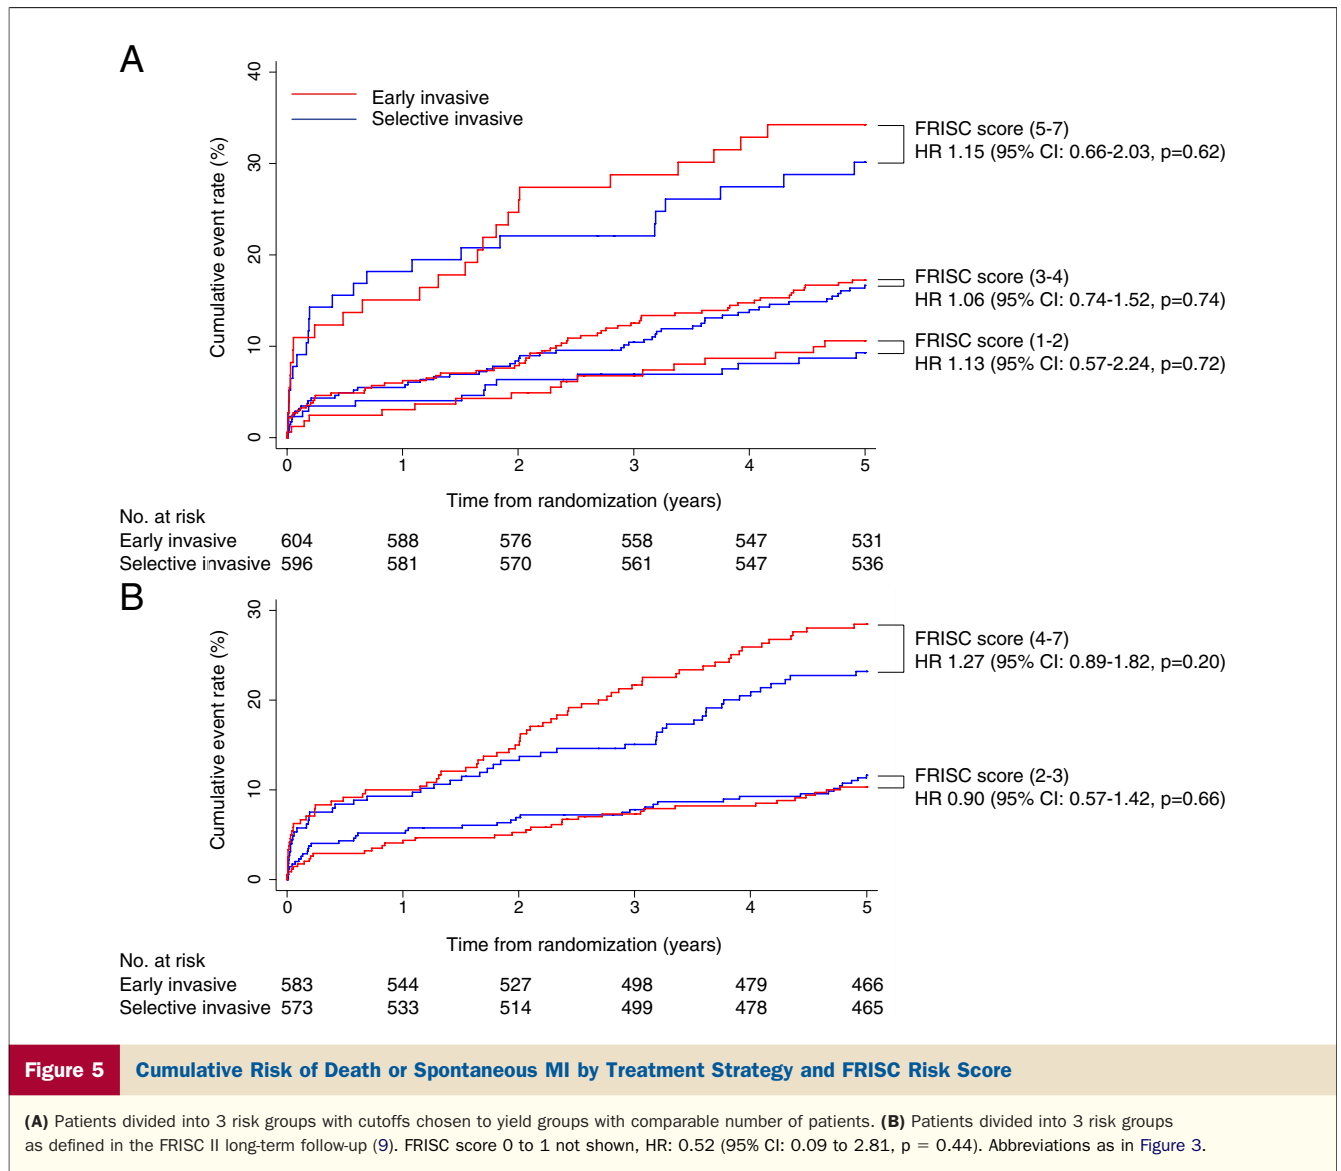 A
Early invasive
Selective invasive
Cumulative event rate (%)
40
30
20
10
0
FRISC score (5-7)
HR 1.15 (95% CI: 0.66-2.03, p=0.62)
FRISC score (3-4)
HR 1.06 (95% CI: 0.74-1.52, p=0.74)
FRISC score (1-2)
HR 1.13 (95% CI: 0.57-2.24, p=0.72)
0 1 2 3 4 5
Time from randomization (years)
No. at risk
Early invasive 604 588 576 558 547 531
Selective invasive 596 581 570 561 547 536
B
Cumulative event rate (%)
30
20
10
0
FRISC score (4-7)
HR 1.27 (95% CI: 0.89-1.82, p=0.20)
FRISC score (2-3)
HR 0.90 (95% CI: 0.57-1.42, p=0.66)
0 1 2 3 4 5
Time from randomization (years)
No. at risk
Early invasive 583 544 527 498 479 466
Selective invasive 573 533 514 499 478 465
Figure 5 Cumulative Risk of Death or Spontaneous MI by Treatment Strategy and FRISC Risk Score
(A) Patients divided into 3 risk groups with cutoffs chosen to yield groups with comparable number of patients. (B) Patients divided into 3 risk groups
as defined in the FRISC II long-term follow-up (9). FRISC score 0 to 1 not shown, HR: 0.52 (95% CI: 0.09 to 2.81, p = 0.44). Abbreviations as in Figure 3.